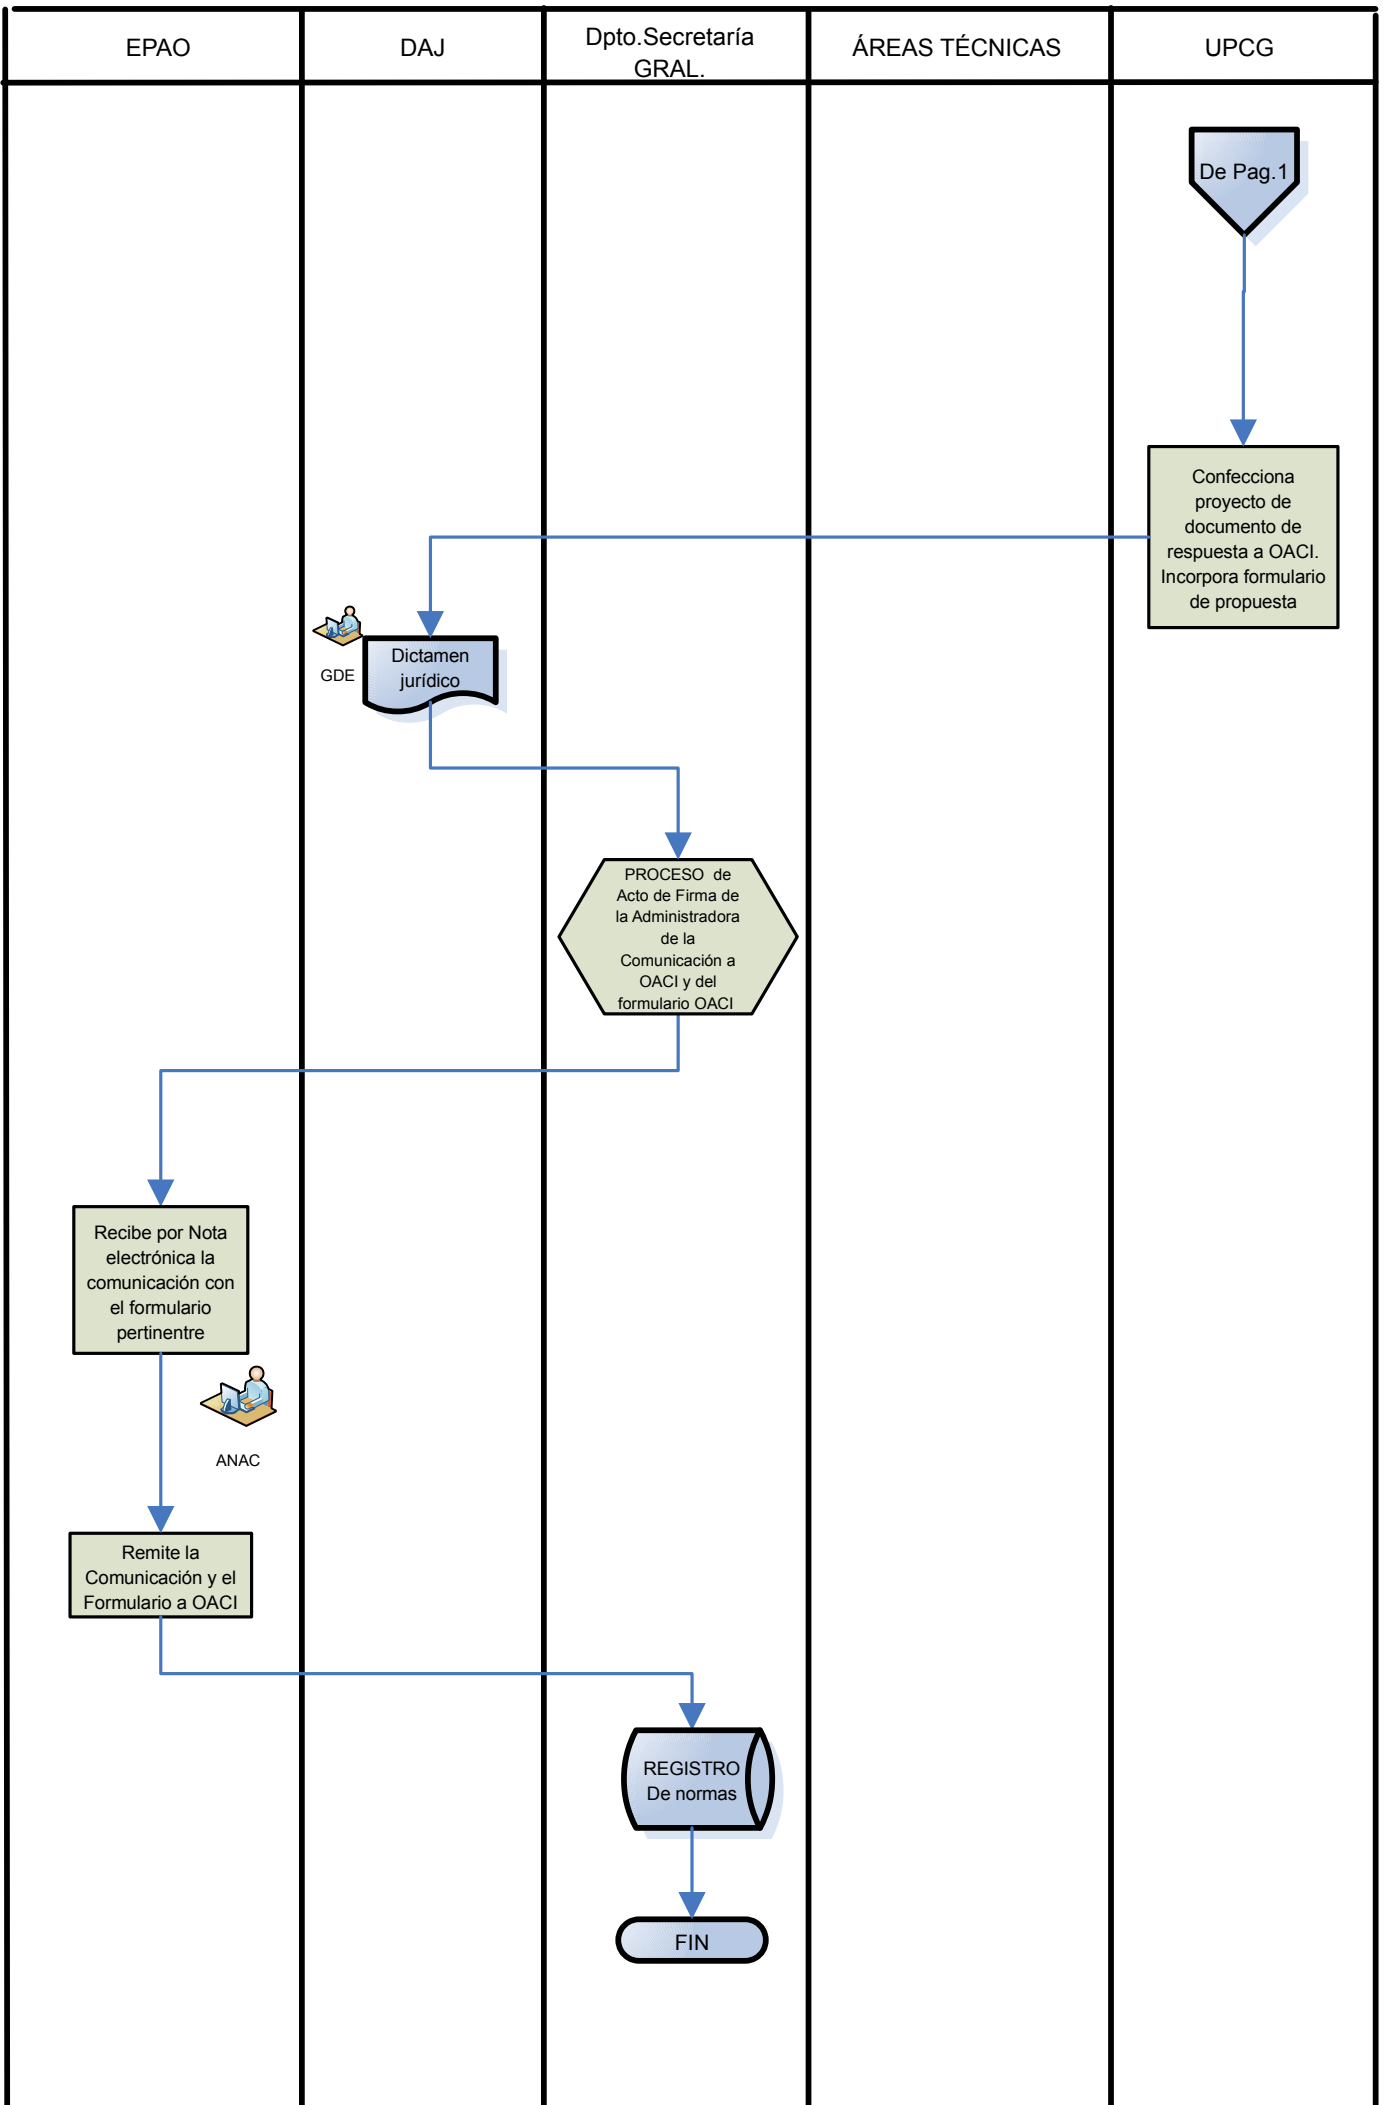 EPAO
DAJ
Dpto.Secretaría
GRAL.
ÁREAS TÉCNICAS
UPCG
De Pag.1
Confecciona
proyecto de
documento de
respuesta a OACI.
Incorpora formulario
de propuesta
GDE
Dictamen
jurídico
PROCESO de
Acto de Firma de
la Administradora
de la
Comunicación a
OACI y del
formulario OACI
Recibe por Nota
electrónica la
comunicación con
el formulario
pertinentre
ANAC
Remite la
Comunicación y el
Formulario a OACI
REGISTRO
De normas
FIN